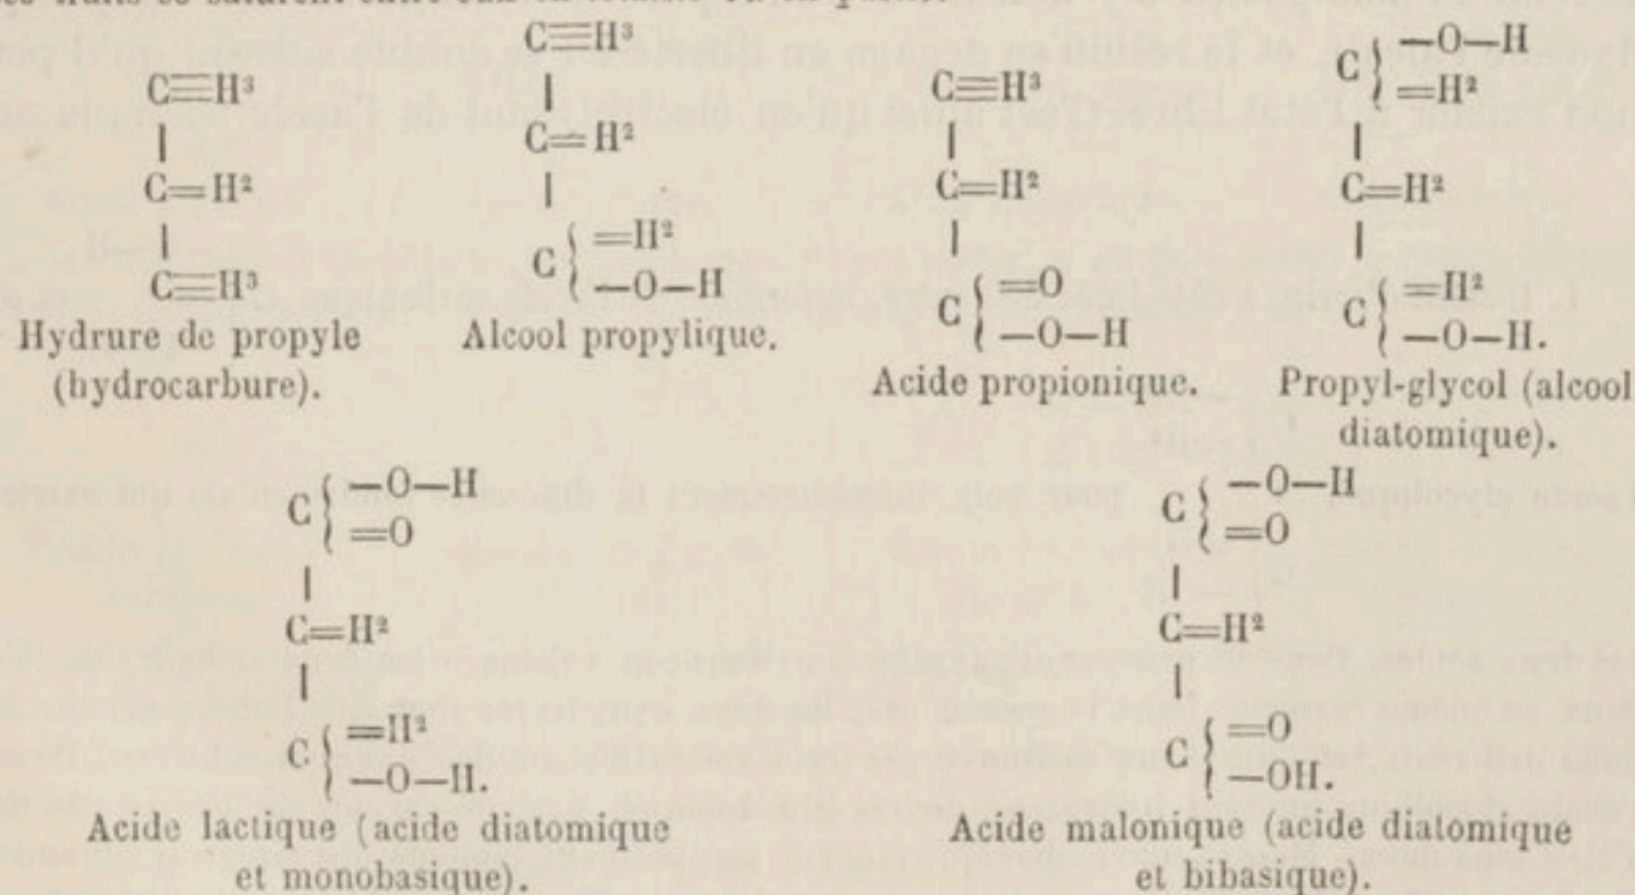 C≡H³
|
C=H²
|
C≡H³
Hydrure de propyle
(hydrocarbure).
C≡H³
|
C=H²
|
C { =H²
—O—H
Alcool propylique.
C≡H³
|
C=H²
|
C { =O
—O—H
Acide propionique.
C { —O—H
=H²
|
C=H²
|
C { =H²
—O—H.
Propyl-glycol (alcool
diatomique).
C { —O—H
=O
|
C=H²
|
C { =H²
—O—H.
Acide lactique (acide diatomique
et monobasique).
C { —O—H
=O
|
C=H²
|
C { =O
—OH.
Acide malonique (acide diatomique
et bibasique).